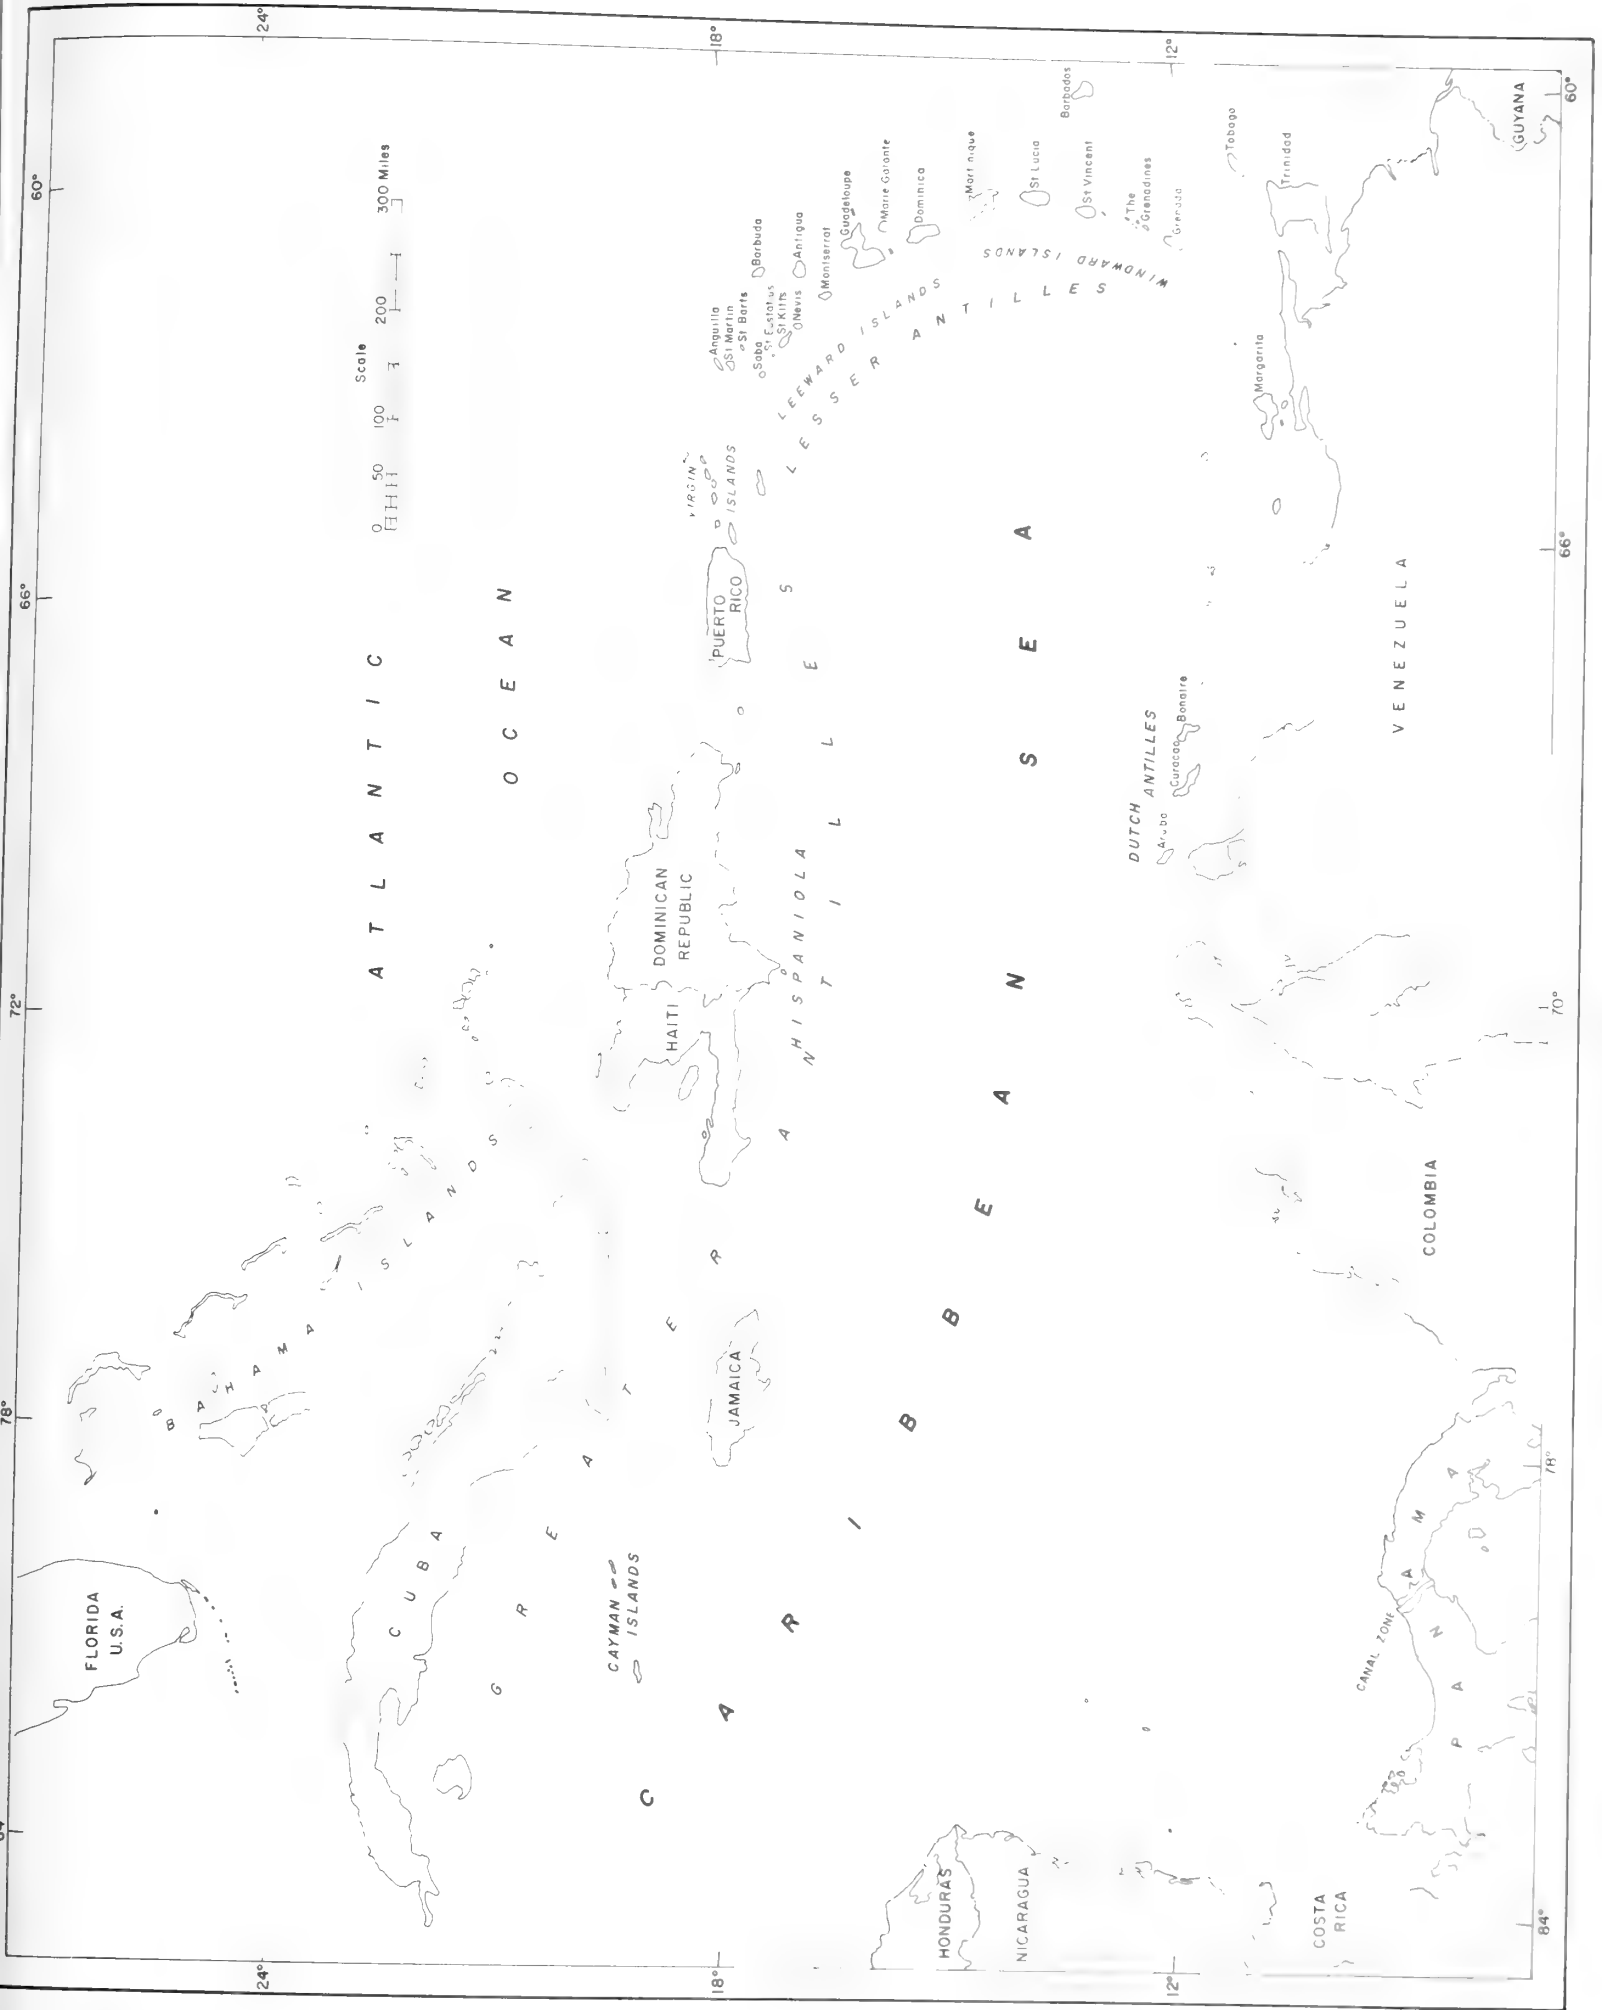 84°
78°
72°
66°
60°
24°
24°
18°
18°
12°
12°
84°
78°
70°
66°
60°
Scale
0 50 100 200 300 Miles
FLORIDA
U.S.A.
ATLANTIC
OCEAN
BAHAMA ISLANDS
CUBA
CAYMAN
ISLANDS
GREATER ANTILLES
JAMAICA
HAITI
DOMINICAN
REPUBLIC
HISPANIOLA
PUERTO
RICO
VIRGIN
ISLANDS
Anguilla
St Martin
St Barts
Saba
St Eustatius
St Kitts
Nevis
Barbuda
Antigua
Montserrat
Guadeloupe
Marie Galante
Dominica
Martinique
St Lucia
St Vincent
Barbados
The
Grenadines
Grenada
Tobago
Trinidad
LEEWARD ISLANDS
WINDWARD ISLANDS
LESSER ANTILLES
CARIBBEAN SEA
DUTCH
ANTILLES
Aruba
Curacao
Bonaire
Margarita
VENEZUELA
GUYANA
COLOMBIA
CANAL ZONE
PANAMA
HONDURAS
NICARAGUA
COSTA
RICA